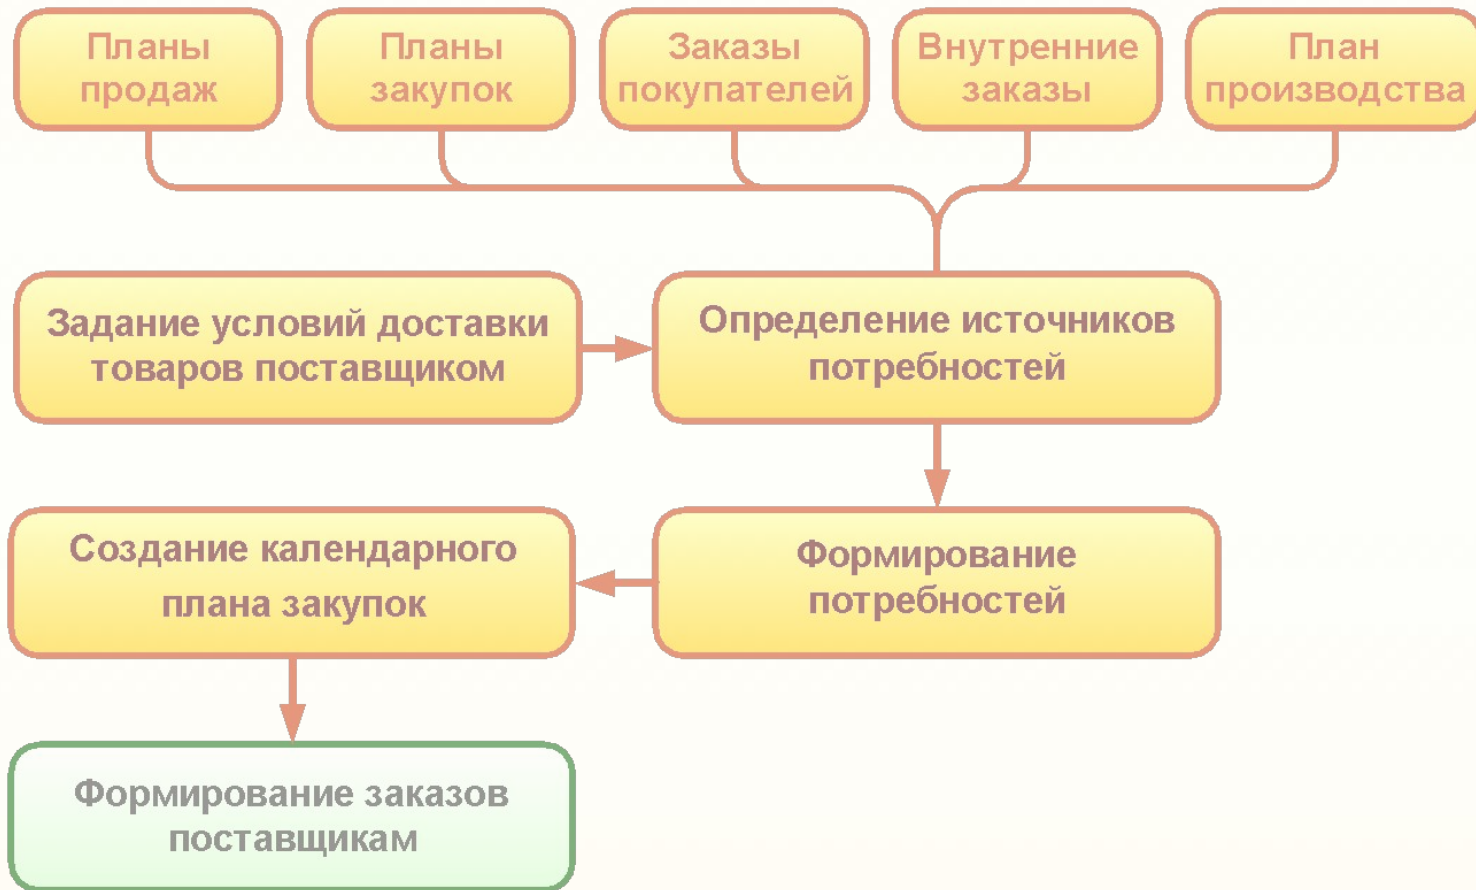 Планы
продаж
Планы
закупок
Заказы
покупателей
Внутренние
заказы
План
производства
Задание условий доставки
товаров поставщиком
Определение источников
потребностей
Создание календарного
плана закупок
Формирование
потребностей
Формирование заказов
поставщикам